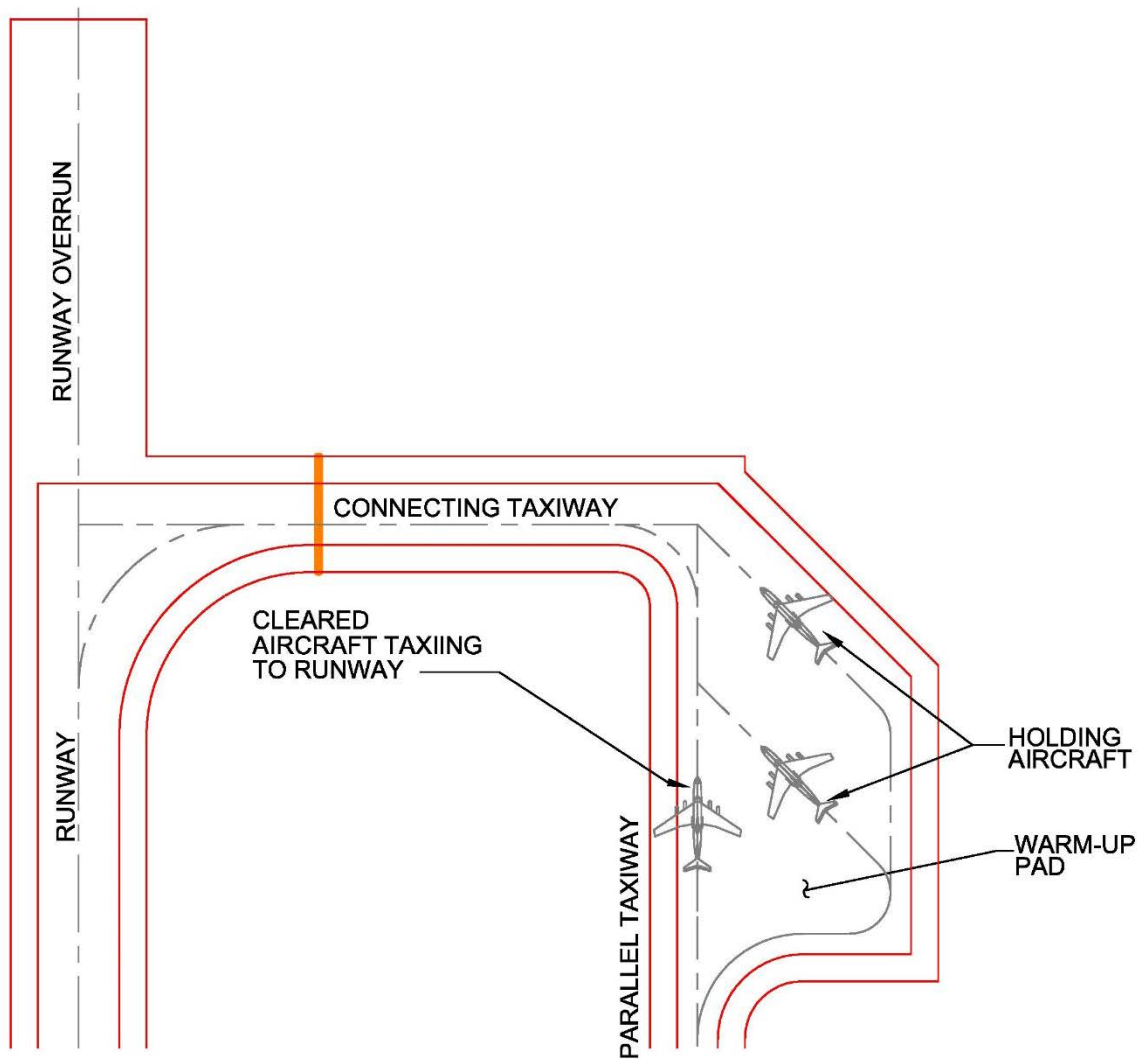 RUNWAY OVERRUN
CONNECTING TAXIWAY
CLEARED
AIRCRAFT TAXIING
TO RUNWAY
RUNWAY
HOLDING
AIRCRAFT
WARM-UP
PAD
PARALLEL TAXIWAY